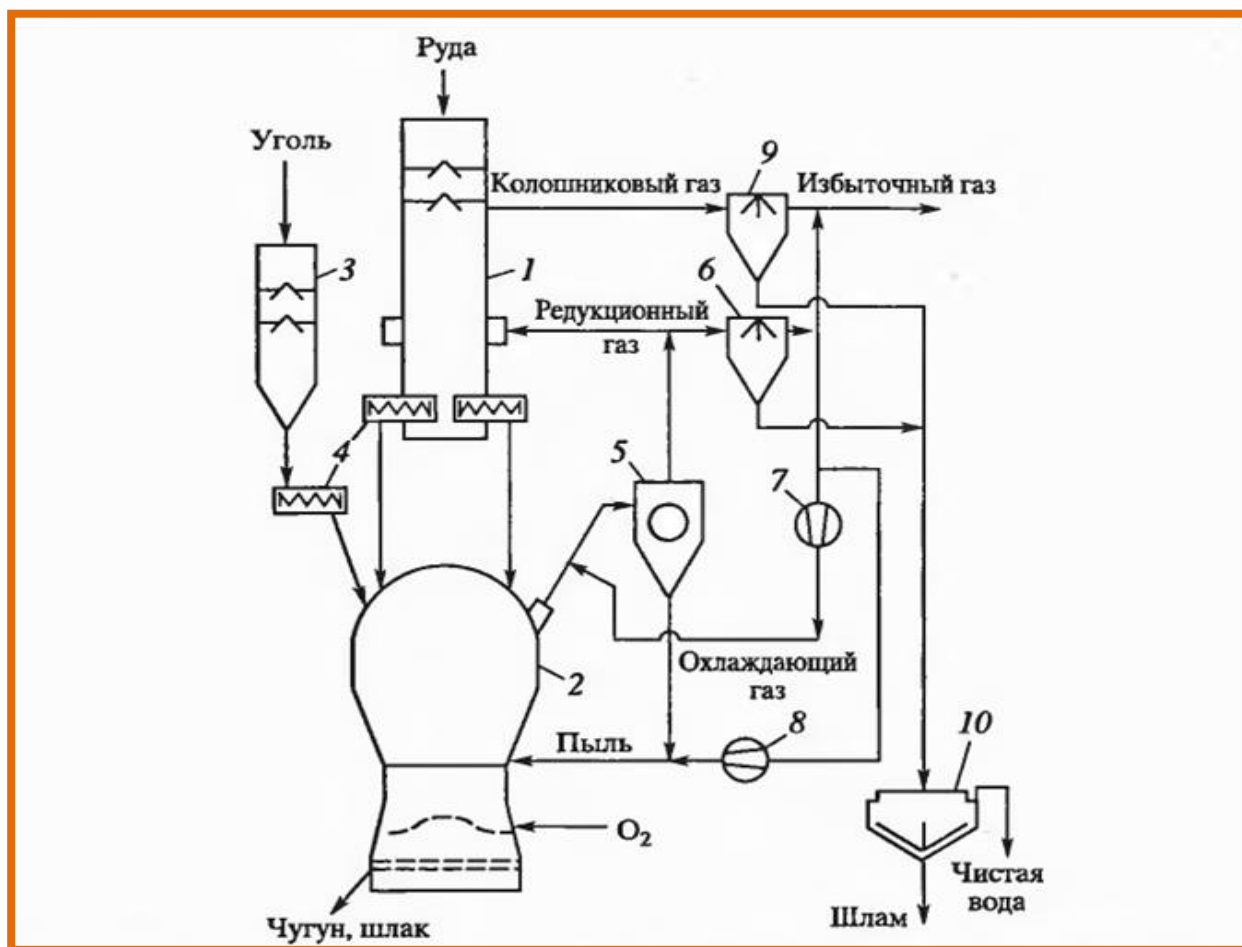 Руда
Уголь
9
Колошниковый газ
Избыточный газ
3
1
6
Редукционный
газ
4
5
7
Охлаждающий
газ
2
8
10
Пыль
O₂
Чистая
вода
Чугун, шлак
Шлам